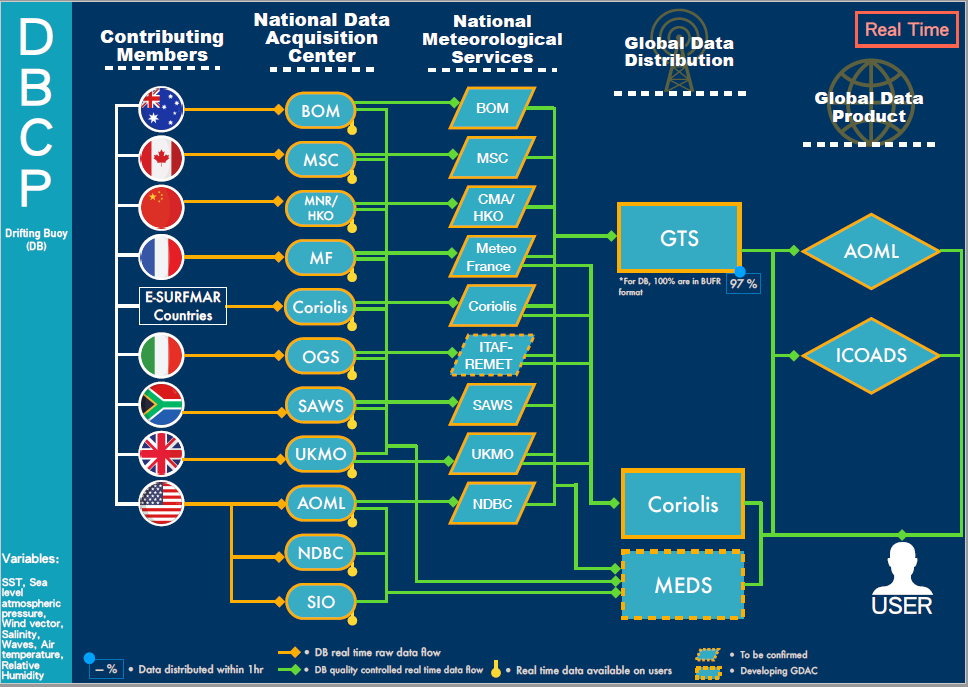 D
B
C
P
Drifting Buoy
(DB)
Variables:
SST, Sea
level
atmospheric
pressure,
Wind vector,
Salinity,
Waves, Air
temperature,
Relative
Humidity
Contributing
Members
National Data
Acquisition
Center
National
Meteorological
Services
Global Data
Distribution
Real Time
Global Data
Product
E-SURFMAR
Countries
BOM
MSC
MNR/
HKO
MF
Coriolis
OGS
SAWS
UKMO
AOML
NDBC
SIO
BOM
MSC
CMA/
HKO
Meteo
France
Coriolis
ITAF-
REMET
SAWS
UKMO
NDBC
GTS
*For DB, 100% are in BUFR
format
97 %
Coriolis
MEDS
AOML
ICOADS
USER
– % • Data distributed within 1hr
• DB real time raw data flow
• DB quality controlled real time data flow
• Real time data available on users
• To be confirmed
• Developing GDAC